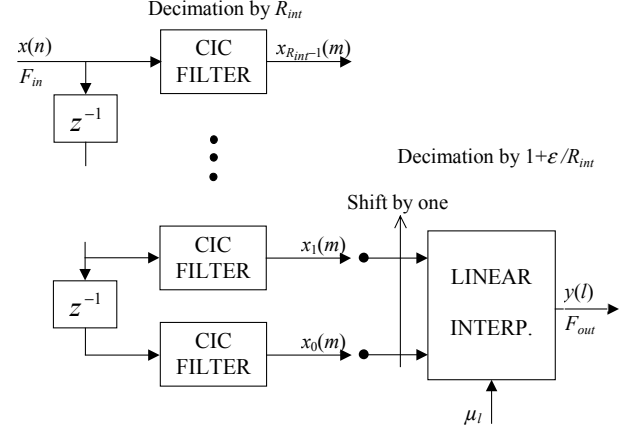 Decimation by R_int
x(n)
F_in
CIC
FILTER
x_{R_int−1}(m)
z^{−1}
Decimation by 1+ε/R_int
Shift by one
CIC
FILTER
x_1(m)
z^{−1}
LINEAR
INTERP.
y(l)
F_out
CIC
FILTER
x_0(m)
μ_l